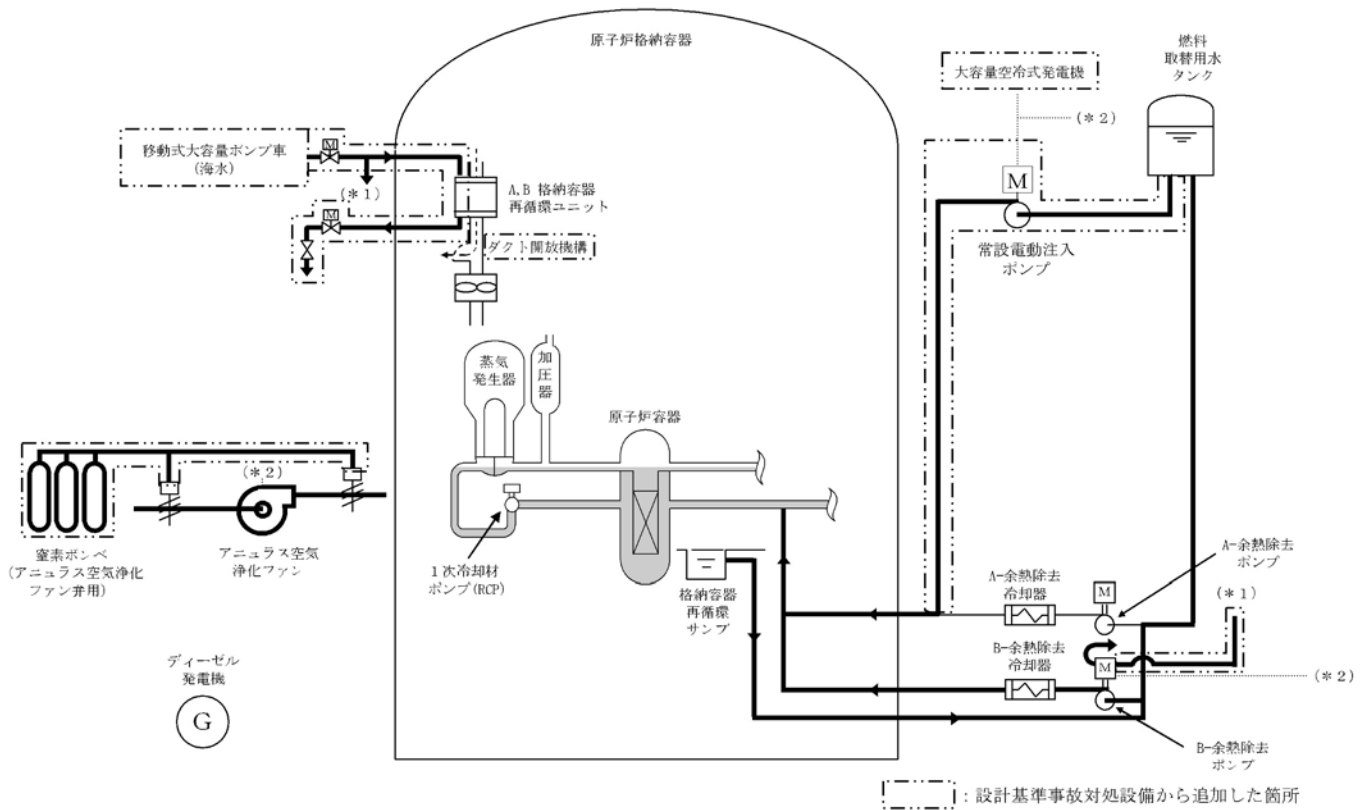 原子炉格納容器
大容量空冷式発電機
燃料
取替用水
タンク
(*2)
移動式大容量ポンプ車
(海水)
M
(*1)
M
A,B 格納容器
再循環ユニット
ダクト開放機構
M
常設電動注入
ポンプ
蒸気
発生器
加
圧
器
原子炉容器
(*2)
窒素ボンベ
(アニュラス空気浄化
ファン弁用)
アニュラス空気
浄化ファン
1次冷却材
ポンプ(RCP)
格納容器
再循環
サンプ
A-余熱除去
冷却器
M
A-余熱除去
ポンプ
(*1)
B-余熱除去
冷却器
M
(*2)
B-余熱除去
ポンプ
ディーゼル
発電機
G
:設計基準事故対処設備から追加した箇所